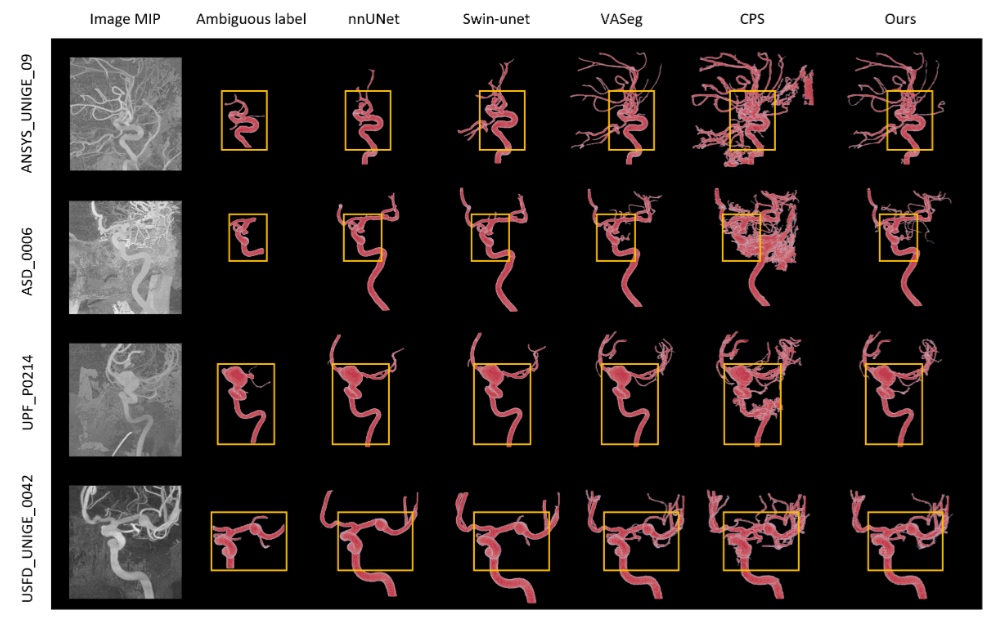 Image MIP Ambiguous label nnUNet Swin-unet VASeg CPS Ours
ANSYS_UNIGE_09
ASD_0006
UPF_P0214
USFD_UNIGE_0042